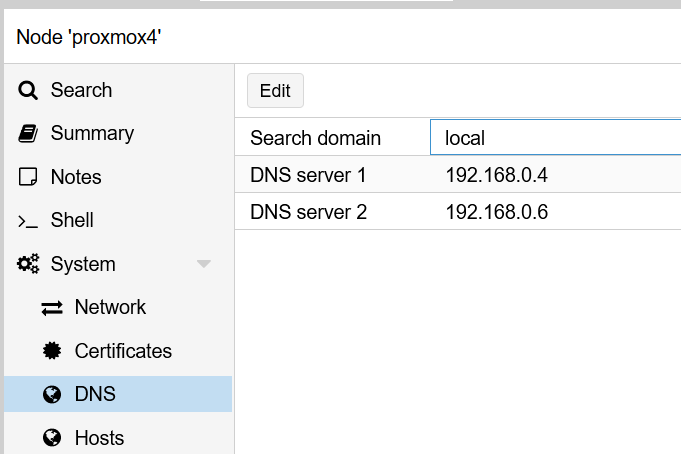 Node 'proxmox4'
Search
Summary
Notes
Shell
System
Network
Certificates
DNS
Hosts
Edit
Search domain local
DNS server 1 192.168.0.4
DNS server 2 192.168.0.6